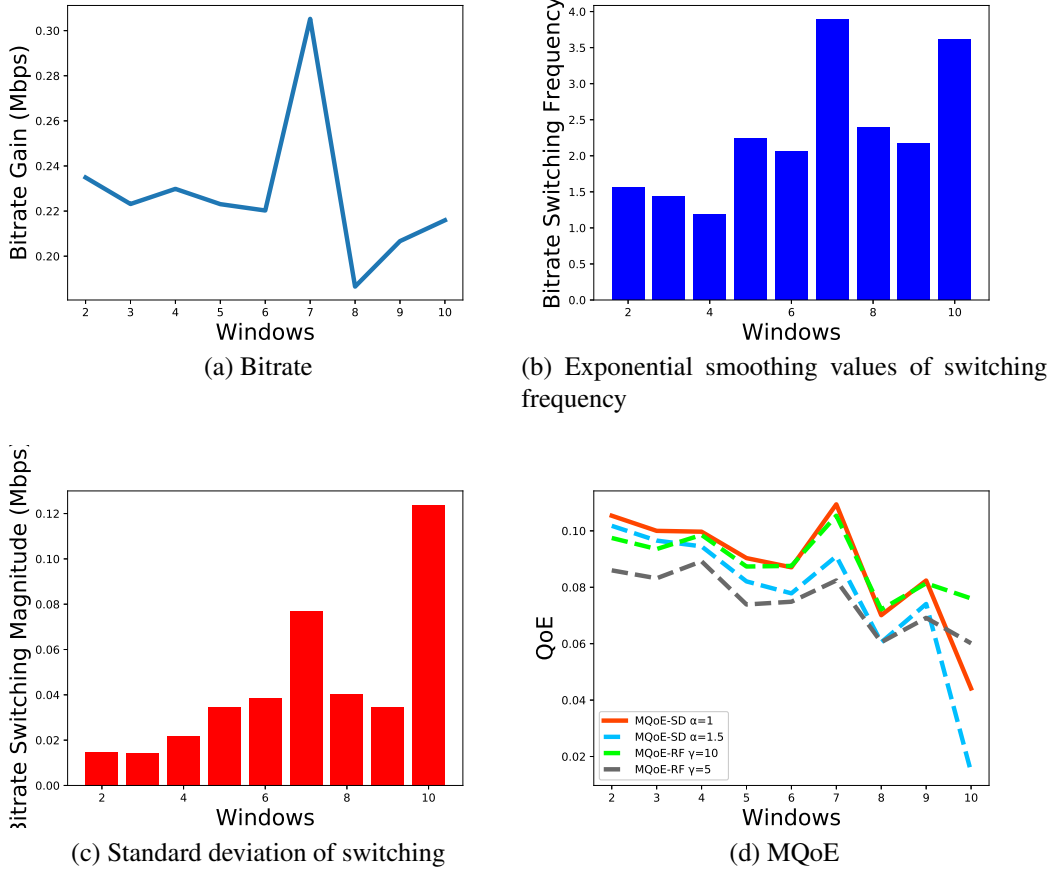 Bitrate Gain (Mbps)
0.30
0.28
0.26
0.24
0.22
0.20
2 3 4 5 6 7 8 9 10
Windows
(a) Bitrate
Bitrate Switching Frequency
4.0
3.5
3.0
2.5
2.0
1.5
1.0
0.5
0.0
2 4 6 8 10
Windows
(b) Exponential smoothing values of switching
frequency
Bitrate Switching Magnitude (Mbps)
0.12
0.10
0.08
0.06
0.04
0.02
0.00
2 4 6 8 10
Windows
(c) Standard deviation of switching
QoE
0.10
0.08
0.06
0.04
0.02
MQoE-SD α=1
MQoE-SD α=1.5
MQoE-RF γ=10
MQoE-RF γ=5
2 3 4 5 6 7 8 9 10
Windows
(d) MQoE